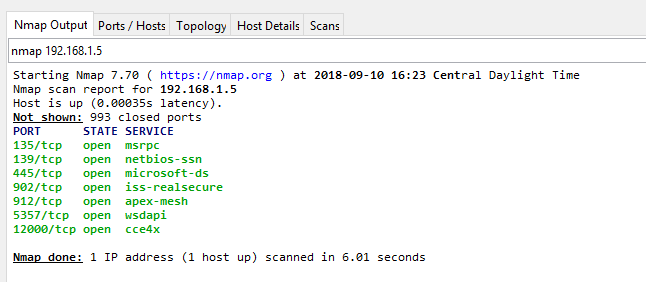 Nmap Output Ports / Hosts Topology Host Details Scans
nmap 192.168.1.5
Starting Nmap 7.70 ( https://nmap.org ) at 2018-09-10 16:23 Central Daylight Time
Nmap scan report for 192.168.1.5
Host is up (0.00035s latency).
Not shown: 993 closed ports
PORT      STATE SERVICE
135/tcp   open  msrpc
139/tcp   open  netbios-ssn
445/tcp   open  microsoft-ds
902/tcp   open  iss-realsecure
912/tcp   open  apex-mesh
5357/tcp  open  wsdapi
12000/tcp open  cce4x
Nmap done: 1 IP address (1 host up) scanned in 6.01 seconds